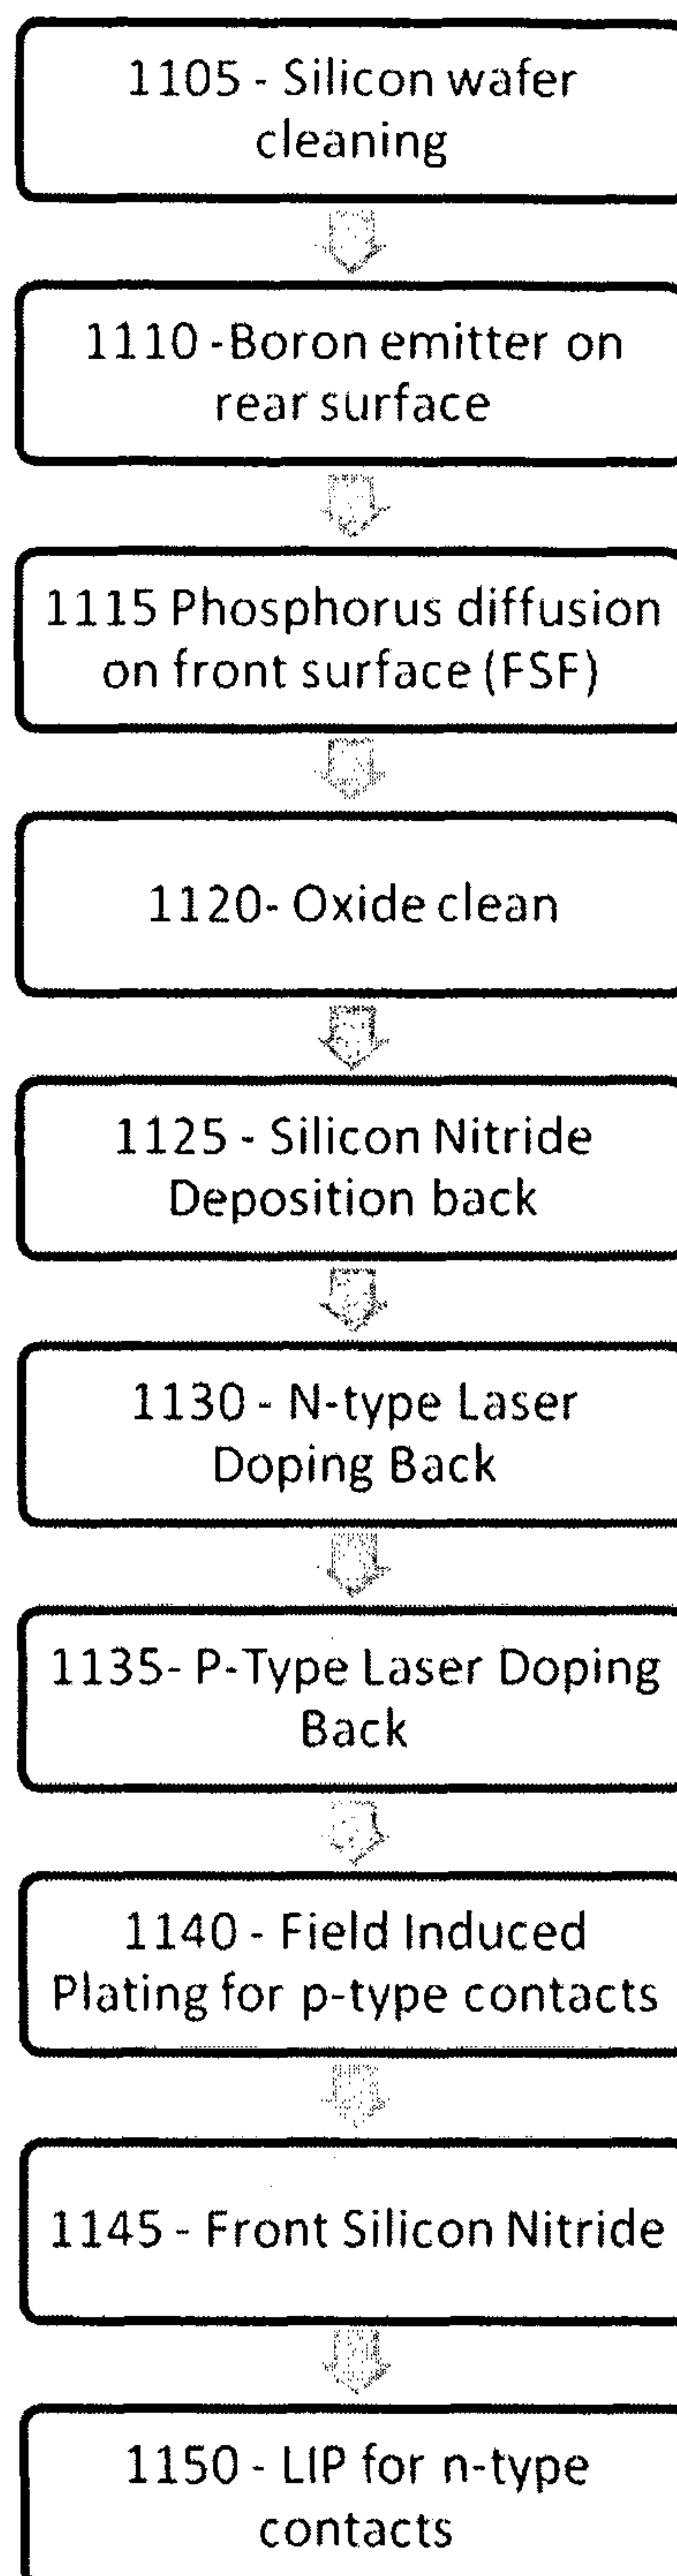 1105 - Silicon wafer
cleaning
1110 -Boron emitter on
rear surface
1115 Phosphorus diffusion
on front surface (FSF)
1120- Oxide clean
1125 - Silicon Nitride
Deposition back
1130 - N-type Laser
Doping Back
1135- P-Type Laser Doping
Back
1140 - Field Induced
Plating for p-type contacts
1145 - Front Silicon Nitride
1150 - LIP for n-type
contacts